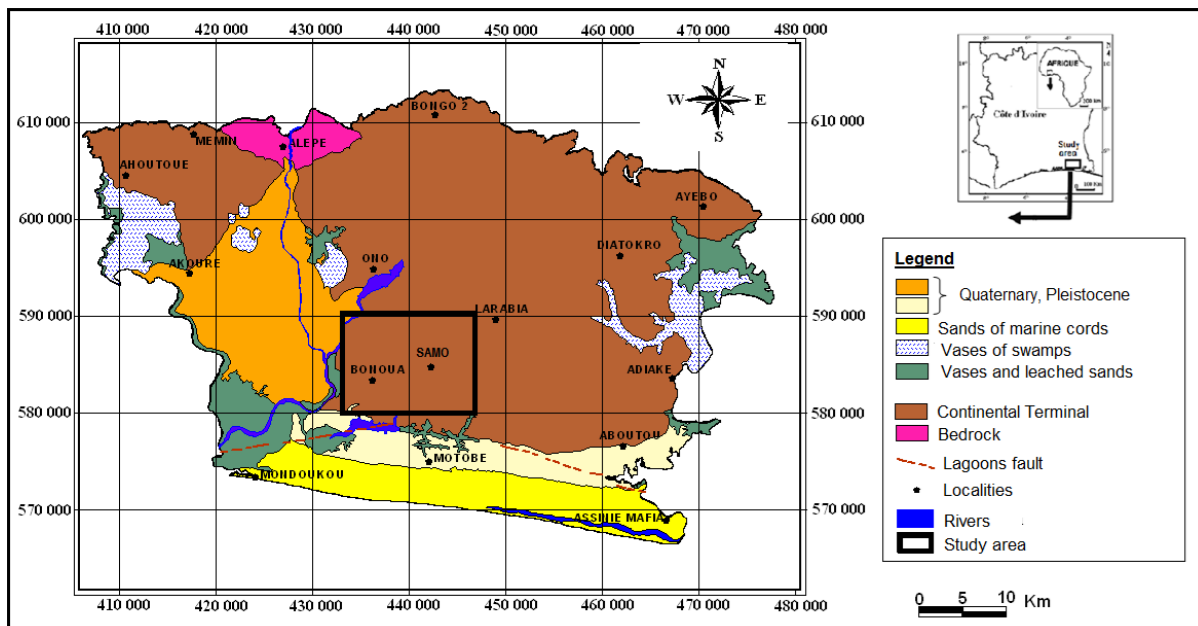 410 000 420 000 430 000 440 000 450 000 460 000 470 000 480 000
N
W E
S
610 000 610 000
600 000 600 000
590 000 590 000
580 000 580 000
570 000 570 000
BONGO 2
MEMIN
ALEPE
AHOUTOUE
AYEBO
DIATOKRO
AKOURE
ONO
LARABIA
SAMO
BONOUA
ADIAKE
ABOUTOU
MOTOBE
MONDOUKOU
ASSINIE MAFIA
410 000 420 000 430 000 440 000 450 000 460 000 470 000 480 000
AFRIQUE
Côte d Ivoire
Study
area
Legend
Quaternary, Pleistocene
Sands of marine cords
Vases of swamps
Vases and leached sands
Continental Terminal
Bedrock
Lagoons fault
Localities
Rivers
Study area
0 5 10 Km